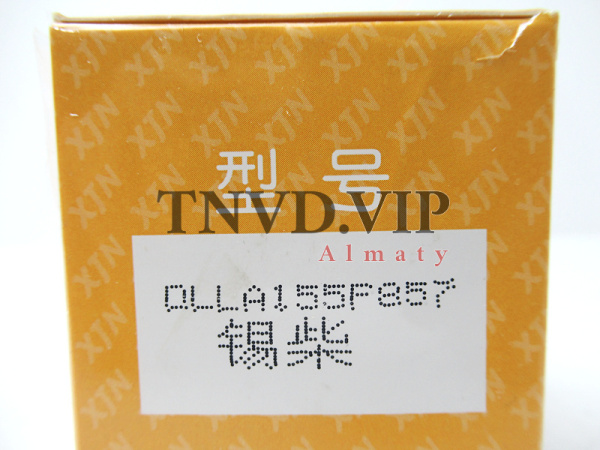 型号
TNVD.VIP
Almaty
DLLA155P857
锡柴